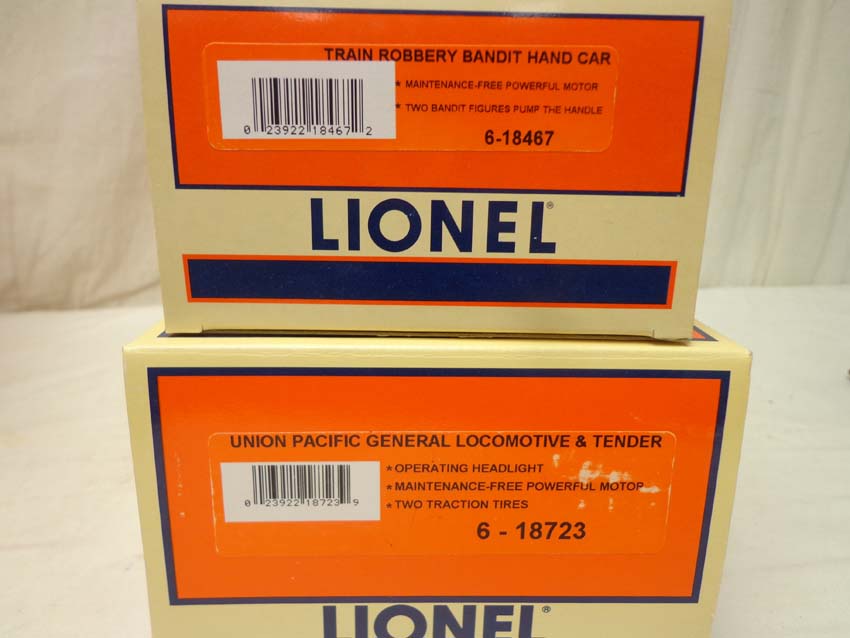 TRAIN ROBBERY BANDIT HAND CAR
* MAINTENANCE-FREE POWERFUL MOTOR
* TWO BANDIT FIGURES PUMP THE HANDLE
0 23922 18467 2
6-18467
LIONEL®
UNION PACIFIC GENERAL LOCOMOTIVE & TENDER
* OPERATING HEADLIGHT
* MAINTENANCE-FREE POWERFUL MOTOR
* TWO TRACTION TIRES
0 23922 18723 9
6 - 18723
LIONEL®